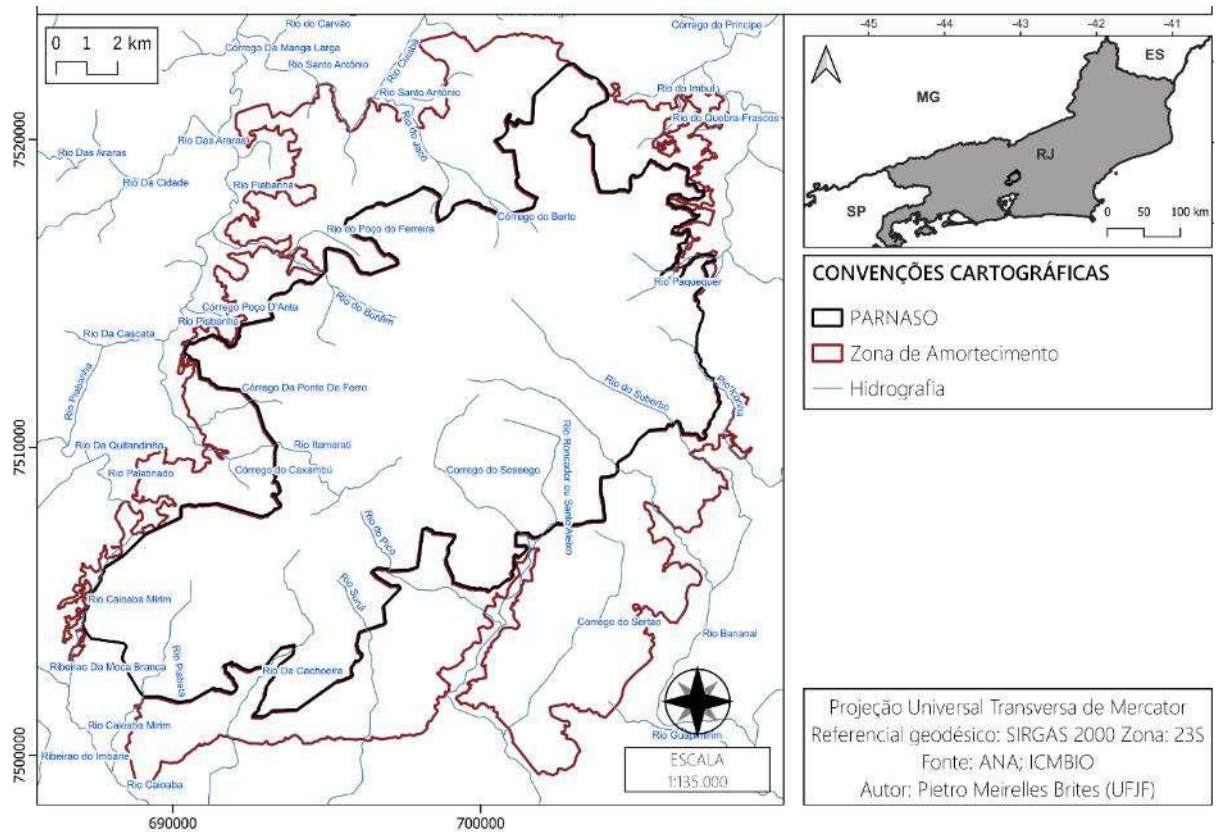 0 1 2 km
Rio do Carvão
Córrego Da Manga Larga
Rio Santo Antônio
Rio Cuiabá
Rio Santo Antônio
Rio do Jacó
Córrego do Principe
Rio do Imbuí
Rio do Quebra-Frascos
Rio Das Araras
Rio Das Araras
Rio Da Cidade
Rio Piabanha
Rio do Poço do Ferreira
Córrego do Berto
Rio Paquequer
Córrego Poço D'Anta
Rio do Bonfim
Rio Piabanha
Rio Da Cascata
Rio Piabanha
Córrego Da Ponte De Ferro
Rio do Soberbo
Rio Da Quitandinha
Rio Itamarati
Rio Palatinado
Córrego do Caxambú
Córrego do Sossego
Rio Roncador ou Santo Aleixo
Rio do Pico
Rio Suruí
Rio Caioaba Mirim
Córrego do Sertão
Rio Bananal
Ribeirao Da Moca Branca
Rio Piabeta
Rio Da Cachoeira
Rio Caioaba Mirim
Ribeirao do Imbarie
Rio Caioaba
Rio Guapimirim
7520000
7510000
7500000
690000
700000
ESCALA
1:135.000
-45 -44 -43 -42 -41
MG
ES
RJ
SP
0 50 100 km
CONVENÇÕES CARTOGRÁFICAS
PARNASO
Zona de Amortecimento
Hidrografia
Projeção Universal Transversa de Mercator
Referencial geodésico: SIRGAS 2000 Zona: 23S
Fonte: ANA; ICMBIO
Autor: Pietro Meirelles Brites (UFJF)